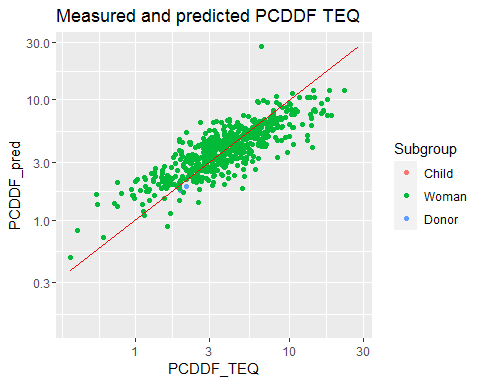 Measured and predicted PCDDF TEQ
30.0
10.0
3.0
1.0
0.3
PCDDF_pred
1
3
10
30
PCDDF_TEQ
Subgroup
Child
Woman
Donor